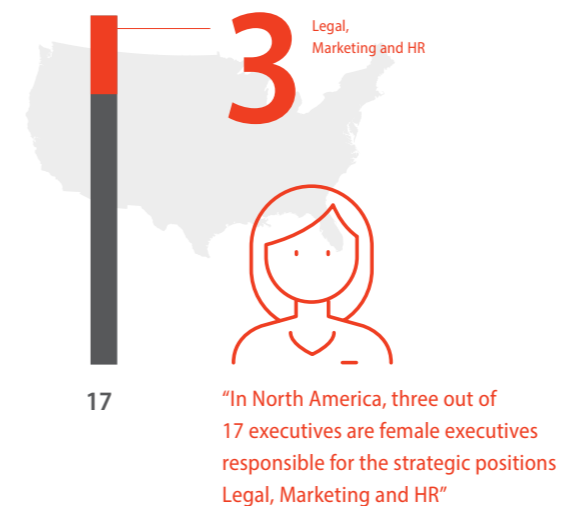 3
Legal,
Marketing and HR
17
“In North America, three out of
17 executives are female executives
responsible for the strategic positions
Legal, Marketing and HR”